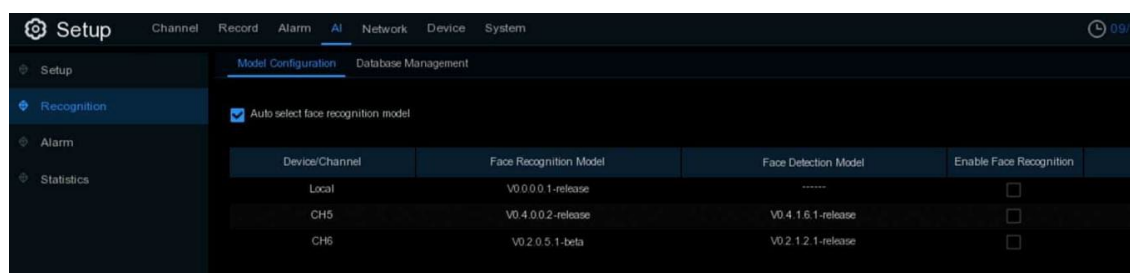 Setup Channel Record Alarm AI Network Device System 09/
Setup Model Configuration Database Management
Recognition Auto select face recognition model
Alarm
Device/Channel Face Recognition Model Face Detection Model Enable Face Recognition
Statistics
Local V0.0.0.0.1-release ------
CH5 V0.4.0.0.2-release V0.4.1.6.1-release
CH6 V0.2.0.5.1-beta V0.2.1.2.1-release